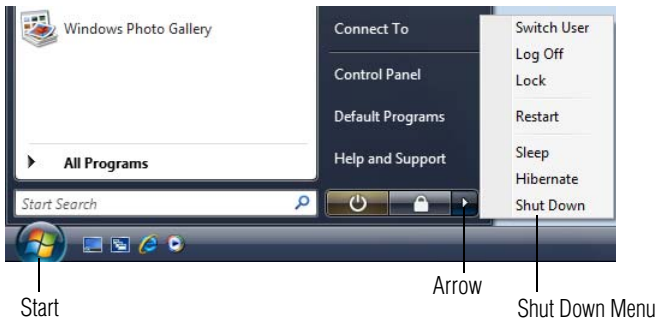 Windows Photo Gallery
All Programs
Start Search
Connect To
Control Panel
Default Programs
Help and Support
Switch User
Log Off
Lock
Restart
Sleep
Hibernate
Shut Down
Start
Arrow
Shut Down Menu